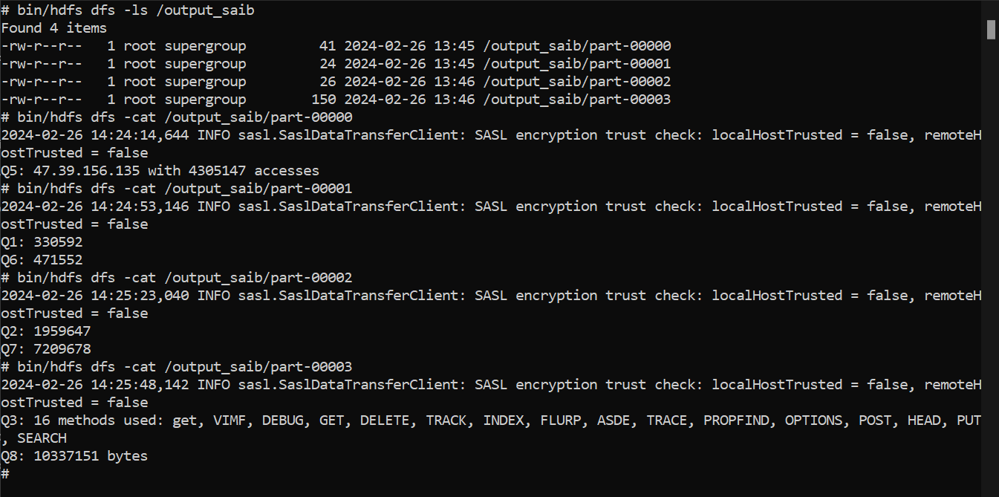 # bin/hdfs dfs -ls /output_saib
Found 4 items
-rw-r--r--   1 root supergroup         41 2024-02-26 13:45 /output_saib/part-00000
-rw-r--r--   1 root supergroup         24 2024-02-26 13:45 /output_saib/part-00001
-rw-r--r--   1 root supergroup         26 2024-02-26 13:46 /output_saib/part-00002
-rw-r--r--   1 root supergroup        150 2024-02-26 13:46 /output_saib/part-00003
# bin/hdfs dfs -cat /output_saib/part-00000
2024-02-26 14:24:14,644 INFO sasl.SaslDataTransferClient: SASL encryption trust check: localHostTrusted = false, remoteH
ostTrusted = false
Q5: 47.39.156.135 with 4305147 accesses
# bin/hdfs dfs -cat /output_saib/part-00001
2024-02-26 14:24:53,146 INFO sasl.SaslDataTransferClient: SASL encryption trust check: localHostTrusted = false, remoteH
ostTrusted = false
Q1: 330592
Q6: 471552
# bin/hdfs dfs -cat /output_saib/part-00002
2024-02-26 14:25:23,040 INFO sasl.SaslDataTransferClient: SASL encryption trust check: localHostTrusted = false, remoteH
ostTrusted = false
Q2: 1959647
Q7: 7209678
# bin/hdfs dfs -cat /output_saib/part-00003
2024-02-26 14:25:48,142 INFO sasl.SaslDataTransferClient: SASL encryption trust check: localHostTrusted = false, remoteH
ostTrusted = false
Q3: 16 methods used: get, VIMF, DEBUG, GET, DELETE, TRACK, INDEX, FLURP, ASDE, TRACE, PROPFIND, OPTIONS, POST, HEAD, PUT
, SEARCH
Q8: 10337151 bytes
#